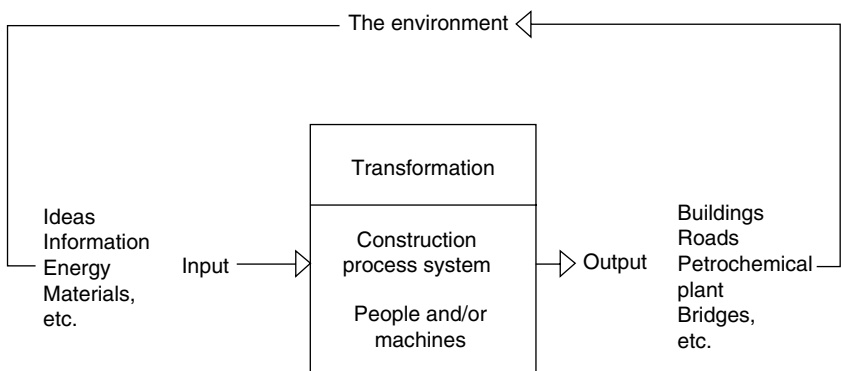 The environment
Transformation
Ideas
Information
Energy
Materials,
etc.
Input
Construction
process system
People and/or
machines
Output
Buildings
Roads
Petrochemical
plant
Bridges,
etc.